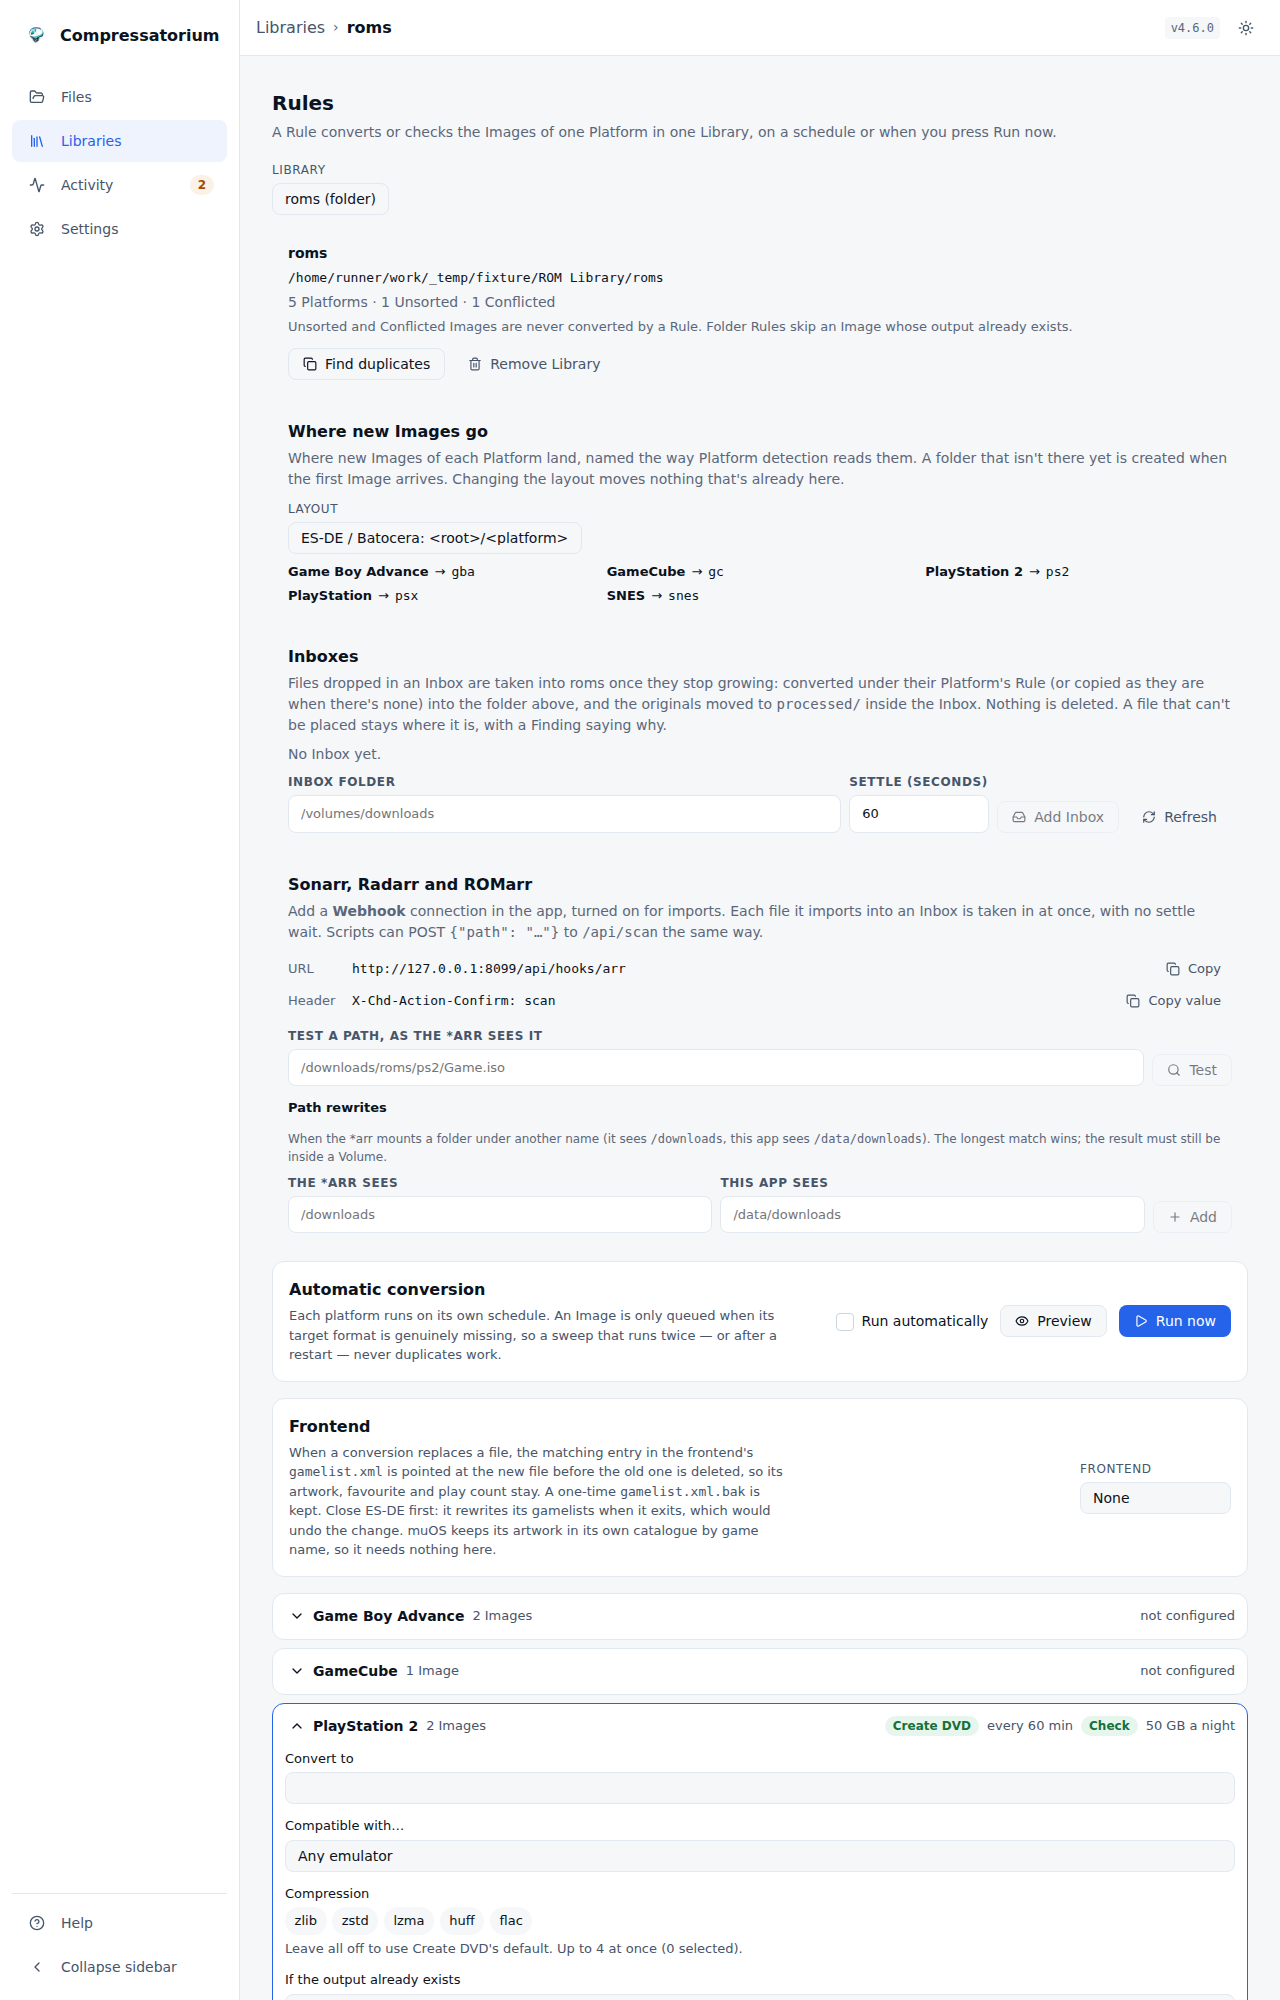 Compressatorium
Files
Libraries
Activity
2
Settings
Help
Collapse sidebar
Libraries › roms
v4.6.0
Rules
A Rule converts or checks the Images of one Platform in one Library, on a schedule or when you press Run now.
LIBRARY
roms (folder)
roms
/home/runner/work/_temp/fixture/ROM Library/roms
5 Platforms · 1 Unsorted · 1 Conflicted
Unsorted and Conflicted Images are never converted by a Rule. Folder Rules skip an Image whose output already exists.
Find duplicates
Remove Library
Where new Images go
Where new Images of each Platform land, named the way Platform detection reads them. A folder that isn't there yet is created when
the first Image arrives. Changing the layout moves nothing that's already here.
LAYOUT
ES-DE / Batocera: <root>/<platform>
Game Boy Advance → gba
GameCube → gc
PlayStation 2 → ps2
PlayStation → psx
SNES → snes
Inboxes
Files dropped in an Inbox are taken into roms once they stop growing: converted under their Platform's Rule (or copied as they are
when there's none) into the folder above, and the originals moved to processed/ inside the Inbox. Nothing is deleted. A file that can't
be placed stays where it is, with a Finding saying why.
No Inbox yet.
INBOX FOLDER
SETTLE (SECONDS)
/volumes/downloads
60
Add Inbox
Refresh
Sonarr, Radarr and ROMarr
Add a Webhook connection in the app, turned on for imports. Each file it imports into an Inbox is taken in at once, with no settle
wait. Scripts can POST {"path": "…"} to /api/scan the same way.
URL
http://127.0.0.1:8099/api/hooks/arr
Copy
Header
X-Chd-Action-Confirm: scan
Copy value
TEST A PATH, AS THE *ARR SEES IT
/downloads/roms/ps2/Game.iso
Test
Path rewrites
When the *arr mounts a folder under another name (it sees /downloads, this app sees /data/downloads). The longest match wins; the result must still be
inside a Volume.
THE *ARR SEES
THIS APP SEES
/downloads
/data/downloads
Add
Automatic conversion
Each platform runs on its own schedule. An Image is only queued when its
target format is genuinely missing, so a sweep that runs twice — or after a
restart — never duplicates work.
Run automatically
Preview
Run now
Frontend
When a conversion replaces a file, the matching entry in the frontend's
gamelist.xml is pointed at the new file before the old one is deleted, so its
artwork, favourite and play count stay. A one-time gamelist.xml.bak is
kept. Close ES-DE first: it rewrites its gamelists when it exits, which would
undo the change. muOS keeps its artwork in its own catalogue by game
name, so it needs nothing here.
FRONTEND
None
Game Boy Advance 2 Images
not configured
GameCube 1 Image
not configured
PlayStation 2 2 Images
Create DVD every 60 min Check 50 GB a night
Convert to
Compatible with…
Any emulator
Compression
zlib
zstd
lzma
huff
flac
Leave all off to use Create DVD's default. Up to 4 at once (0 selected).
If the output already exists